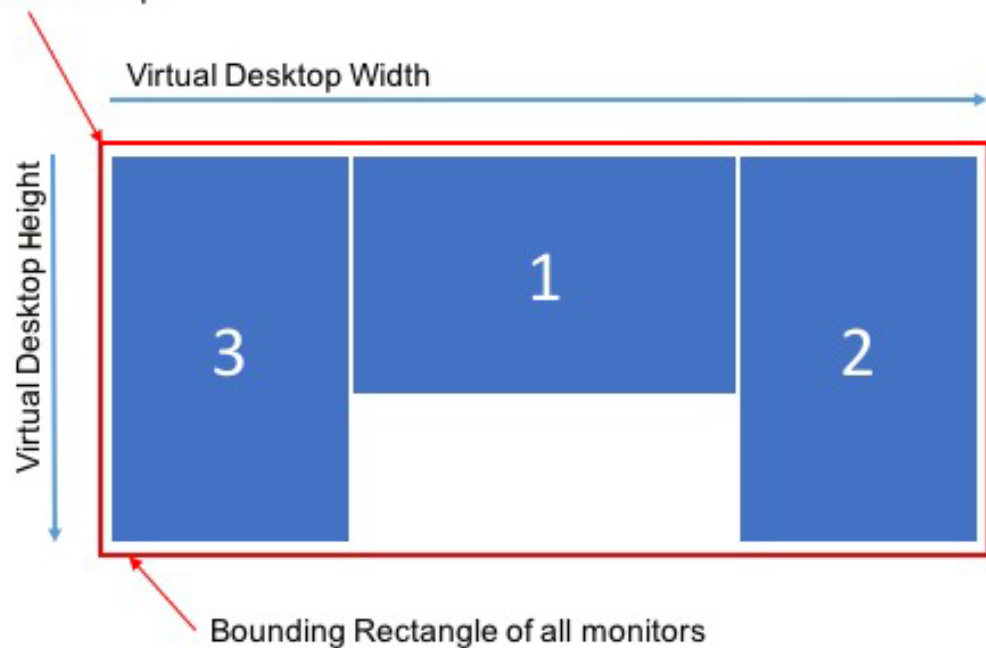 Virtual Desktop Width
Virtual Desktop Height
3
1
2
Bounding Rectangle of all monitors